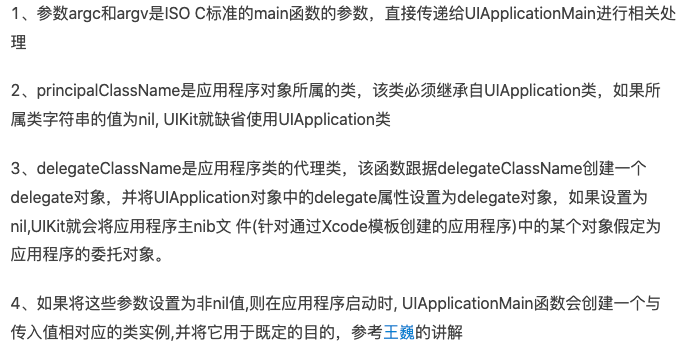 1、参数argc和argv是ISO C标准的main函数的参数，直接传递给UIApplicationMain进行相关处
理
2、principalClassName是应用程序对象所属的类，该类必须继承自UIApplication类，如果所
属类字符串的值为nil, UIKit就缺省使用UIApplication类
3、delegateClassName是应用程序类的代理类，该函数跟据delegateClassName创建一个
delegate对象，并将UIApplication对象中的delegate属性设置为delegate对象，如果设置为
nil,UIKit就会将应用程序主nib文 件(针对通过Xcode模板创建的应用程序)中的某个对象假定为
应用程序的委托对象。
4、如果将这些参数设置为非nil值,则在应用程序启动时, UIApplicationMain函数会创建一个与
传入值相对应的类实例,并将它用于既定的目的，参考王巍的讲解